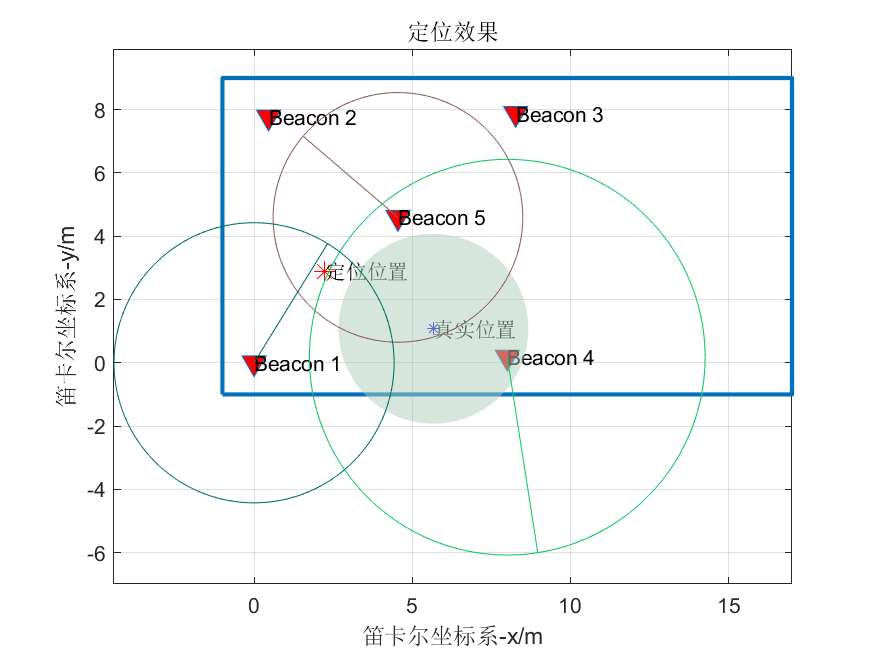 定位效果
8
6
4
2
0
-2
-4
-6
笛卡尔坐标系-y/m
Beacon 2
Beacon 3
Beacon 5
定位位置
真实位置
Beacon 1
Beacon 4
0
5
10
15
笛卡尔坐标系-x/m